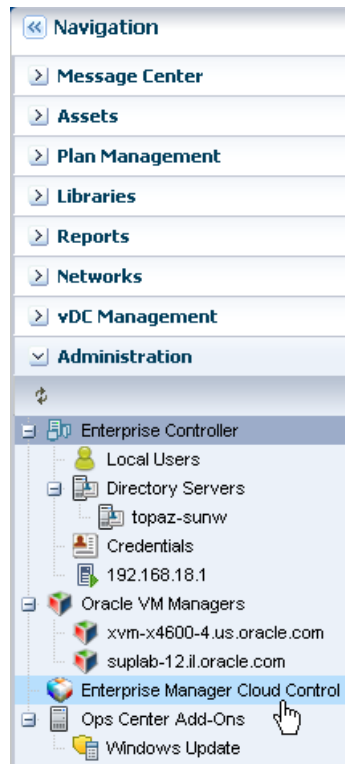 Navigation
Message Center
Assets
Plan Management
Libraries
Reports
Networks
vDC Management
Administration
Enterprise Controller
Local Users
Directory Servers
topaz-sunw
Credentials
192.168.18.1
Oracle VM Managers
xvm-x4600-4.us.oracle.com
suplab-12.il.oracle.com
Enterprise Manager Cloud Control
Ops Center Add-Ons
Windows Update